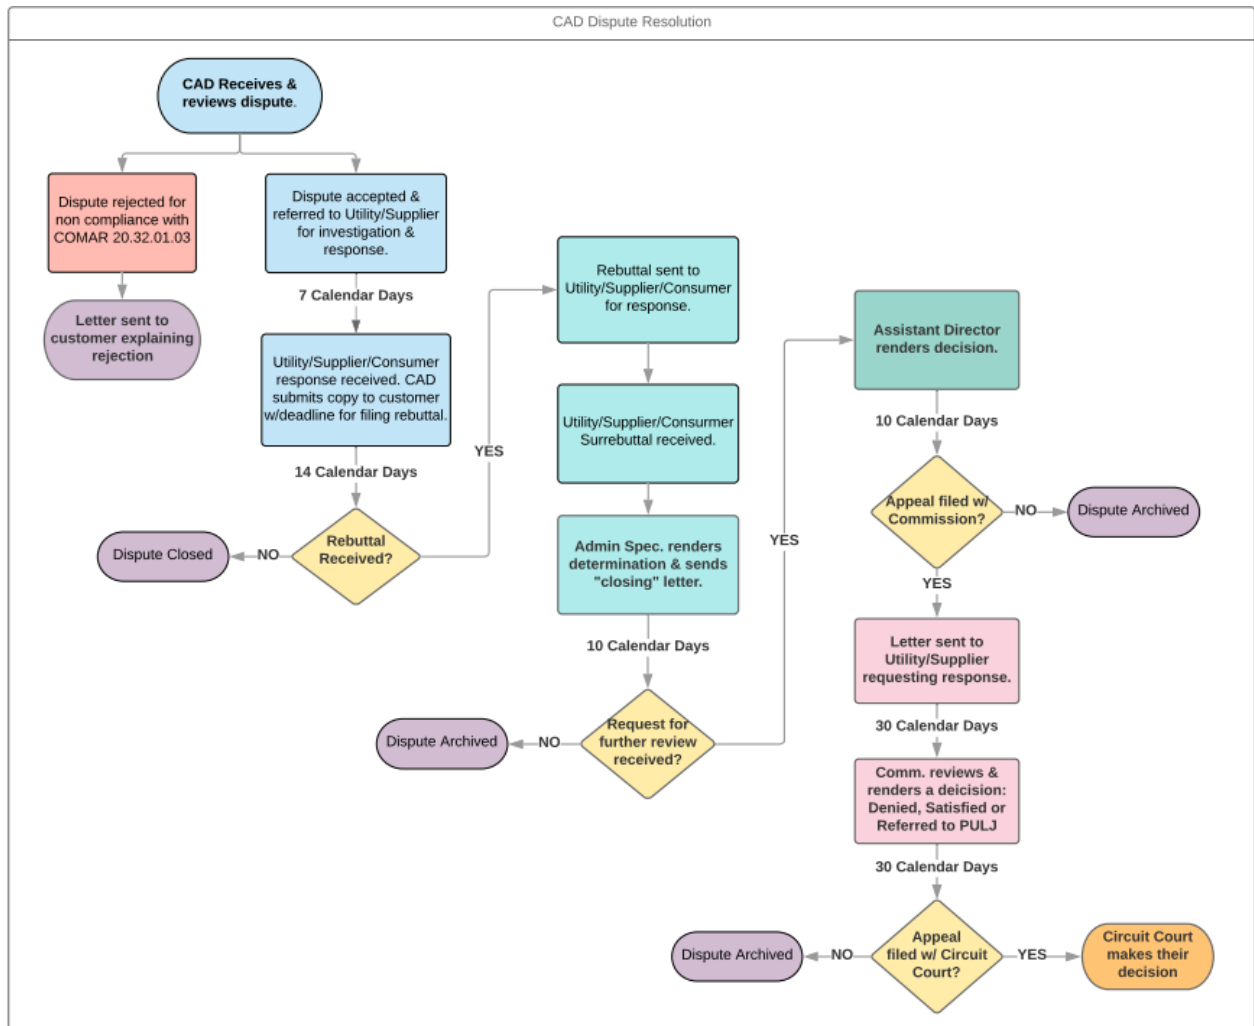 CAD Dispute Resolution
CAD Receives &
reviews dispute.
Dispute rejected for
non compliance with
COMAR 20.32.01.03
Letter sent to
customer explaining
rejection
Dispute accepted &
referred to Utility/Supplier
for investigation &
response.
7 Calendar Days
Utility/Supplier/Consumer
response received. CAD
submits copy to customer
w/deadline for filing rebuttal.
14 Calendar Days
Rebuttal
Received?
NO
Dispute Closed
YES
Rebuttal sent to
Utility/Supplier/Consumer
for response.
Utility/Supplier/Consurmer
Surrebuttal received.
Admin Spec. renders
determination & sends
"closing" letter.
10 Calendar Days
Request for
further review
received?
NO
Dispute Archived
YES
Assistant Director
renders decision.
10 Calendar Days
Appeal filed w/
Commission?
NO
Dispute Archived
YES
Letter sent to
Utility/Supplier
requesting response.
30 Calendar Days
Comm. reviews &
renders a deicision:
Denied, Satisfied or
Referred to PULJ
30 Calendar Days
Appeal
filed w/ Circuit
Court?
NO
Dispute Archived
YES
Circuit Court
makes their
decision